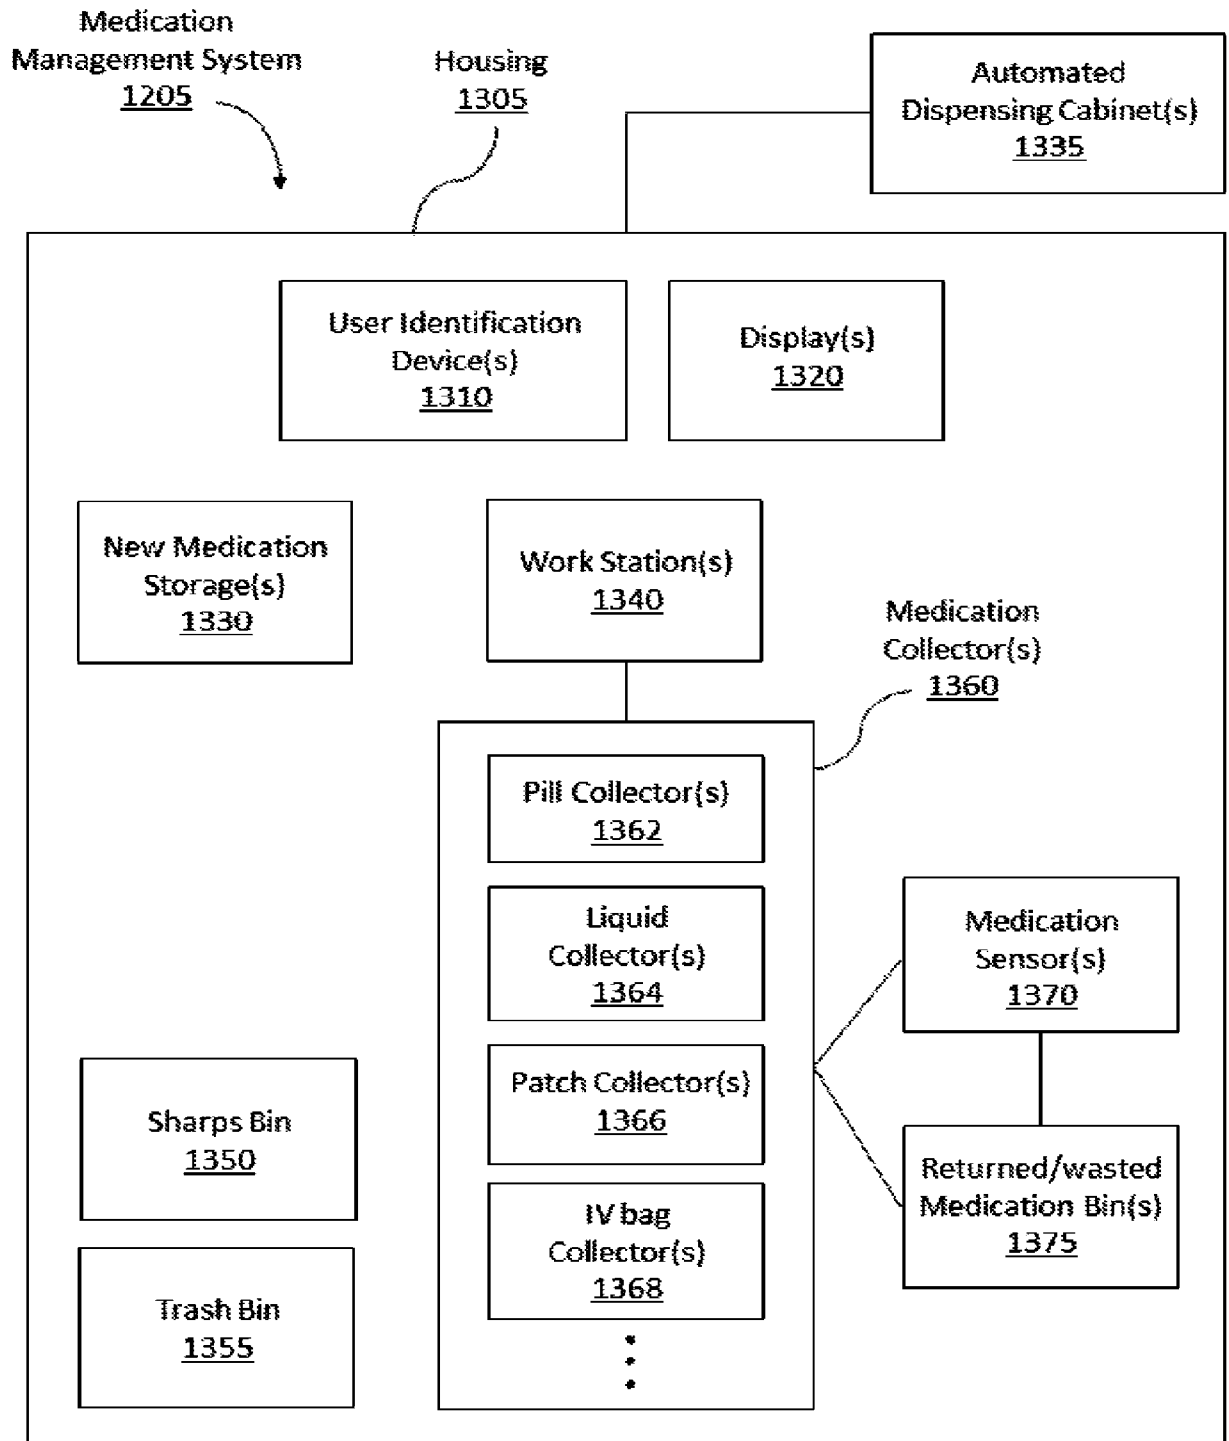 Medication
Management System
1205
Housing
1305
Automated
Dispensing Cabinet(s)
1335
User Identification
Device(s)
1310
Display(s)
1320
New Medication
Storage(s)
1330
Work Station(s)
1340
Medication
Collector(s)
1360
Pill Collector(s)
1362
Liquid
Collector(s)
1364
Medication
Sensor(s)
1370
Patch Collector(s)
1366
Sharps Bin
1350
Returned/wasted
Medication Bin(s)
1375
IV bag
Collector(s)
1368
Trash Bin
1355